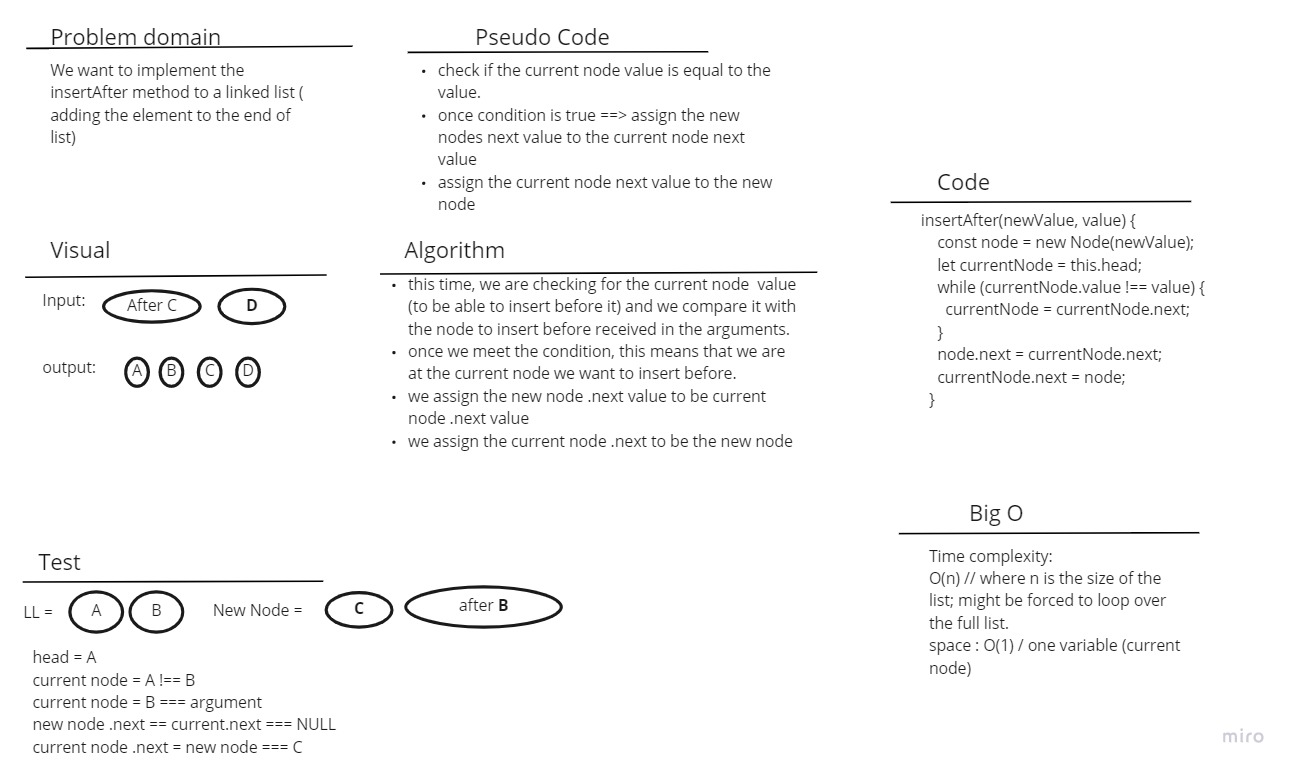 Problem domain
We want to implement the
insertAfter method to a linked list (
adding the element to the end of
list)
Pseudo Code
• check if the current node value is equal to the
value.
• once condition is true ==> assign the new
nodes next value to the current node next
value
• assign the current node next value to the new
node
Visual
Input: After C D
output: A B C D
Algorithm
• this time, we are checking for the current node value
(to be able to insert before it) and we compare it with
the node to insert before received in the arguments.
• once we meet the condition, this means that we are
at the current node we want to insert before.
• we assign the new node .next value to be current
node .next value
• we assign the current node .next to be the new node
Code
insertAfter(newValue, value) {
const node = new Node(newValue);
let currentNode = this.head;
while (currentNode.value !== value) {
currentNode = currentNode.next;
}
node.next = currentNode.next;
currentNode.next = node;
}
Test
LL = A B New Node = C after B
head = A
current node = A !== B
current node = B === argument
new node .next == current.next === NULL
current node .next = new node === C
Big O
Time complexity:
O(n) // where n is the size of the
list; might be forced to loop over
the full list.
space : O(1) / one variable (current
node)
miro